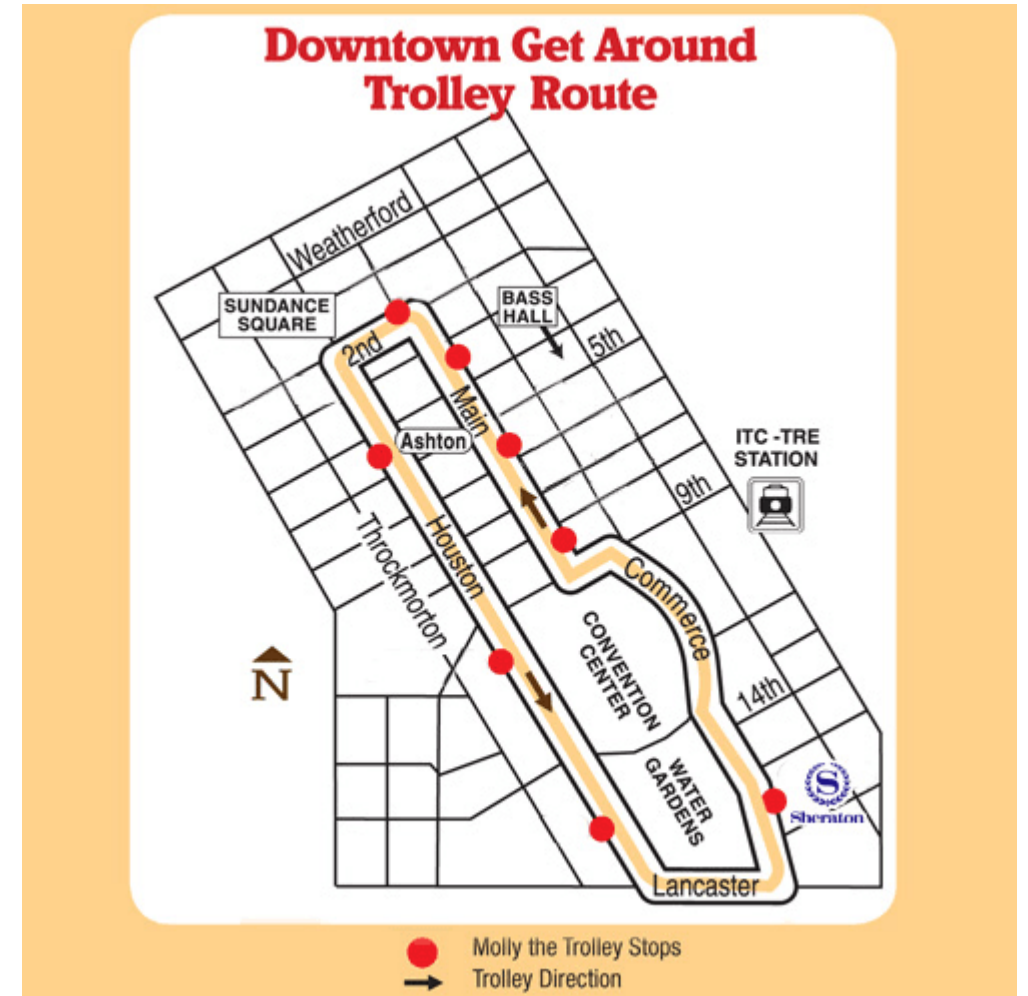 Downtown Get Around
Trolley Route
Weatherford
SUNDANCE
SQUARE
BASS
HALL
2nd
5th
Main
Ashton
ITC -TRE
STATION
9th
Houston
Throckmorton
Commerce
CONVENTION
CENTER
N
14th
WATER
GARDENS
S
Sheraton
Lancaster
Molly the Trolley Stops
Trolley Direction